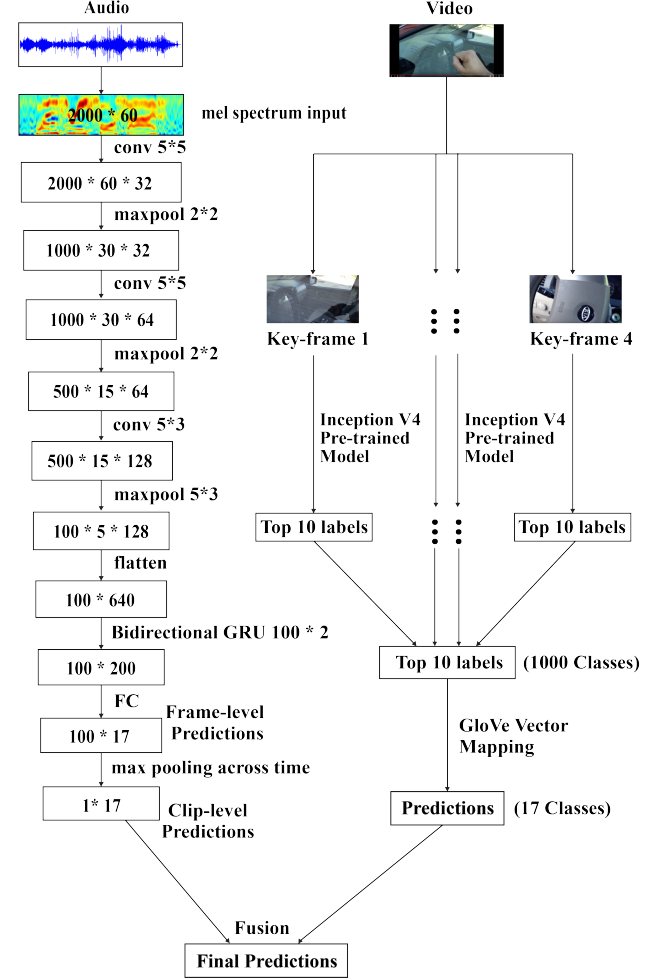 Audio
Video
2000 * 60
mel spectrum input
conv 5*5
2000 * 60 * 32
maxpool 2*2
1000 * 30 * 32
conv 5*5
1000 * 30 * 64
maxpool 2*2
500 * 15 * 64
conv 5*3
500 * 15 * 128
maxpool 5*3
100 * 5 * 128
flatten
100 * 640
Bidirectional GRU 100 * 2
100 * 200
FC
Frame-level
Predictions
100 * 17
max pooling across time
1* 17
Clip-level
Predictions
Key-frame 1
KIA
Key-frame 4
Inception V4
Pre-trained
Model
Inception V4
Pre-trained
Model
Top 10 labels
Top 10 labels
Top 10 labels
(1000 Classes)
GloVe Vector
Mapping
Predictions
(17 Classes)
Fusion
Final Predictions